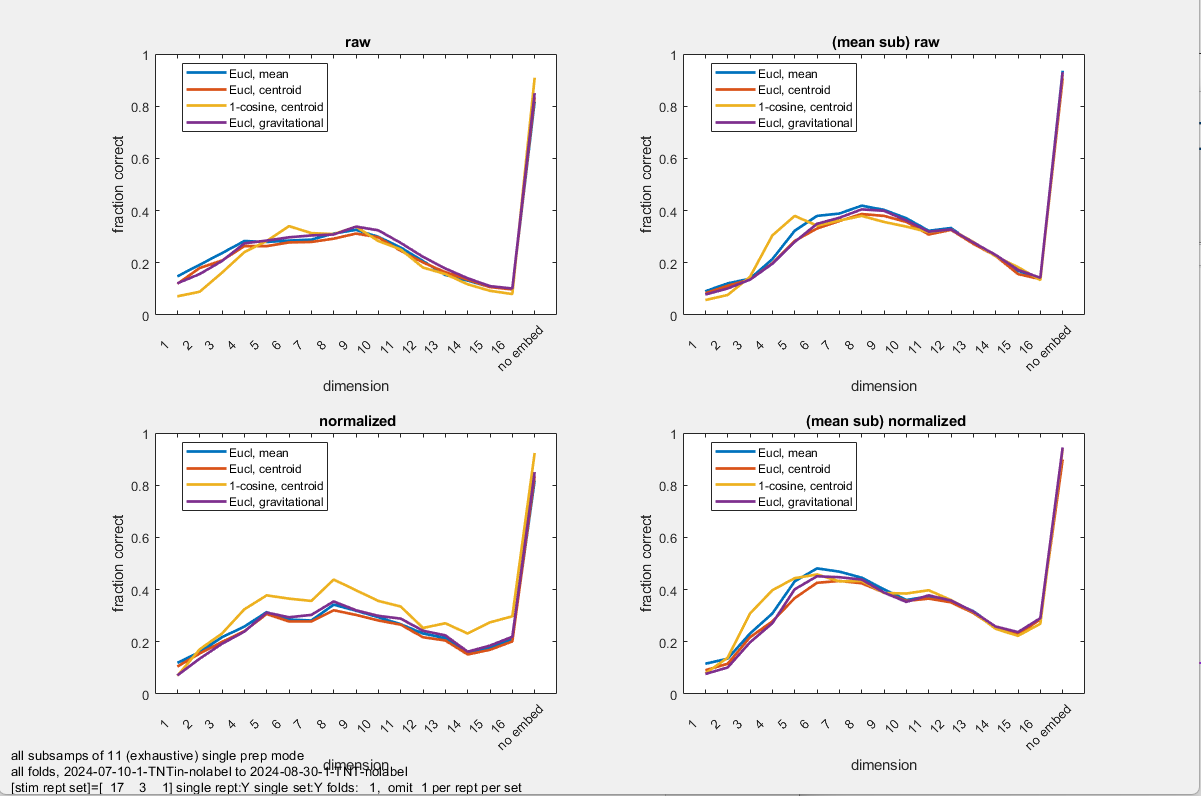 raw
(mean sub) raw
1
0.8
0.6
0.4
0.2
0
fraction correct
Eucl, mean
Eucl, centroid
1-cosine, centroid
Eucl, gravitational
1 2 3 4 5 6 7 8 9 10 11 12 13 14 15 16 no embed
dimension
1
0.8
0.6
0.4
0.2
0
fraction correct
Eucl, mean
Eucl, centroid
1-cosine, centroid
Eucl, gravitational
1 2 3 4 5 6 7 8 9 10 11 12 13 14 15 16 no embed
dimension
normalized
(mean sub) normalized
1
0.8
0.6
0.4
0.2
0
fraction correct
Eucl, mean
Eucl, centroid
1-cosine, centroid
Eucl, gravitational
1 2 3 4 5 6 7 8 9 10 11 12 13 14 15 16 no embed
dimension
1
0.8
0.6
0.4
0.2
0
fraction correct
Eucl, mean
Eucl, centroid
1-cosine, centroid
Eucl, gravitational
1 2 3 4 5 6 7 8 9 10 11 12 13 14 15 16 no embed
dimension
all subsamps of 11 (exhaustive) single prep mode
all folds, 2024-07-10-1-TNTin-nolabel to 2024-08-30-1-TNT-nolabel
[stim rept set]=[ 17 3 1] single rept:Y single set:Y folds: 1, omit 1 per rept per set